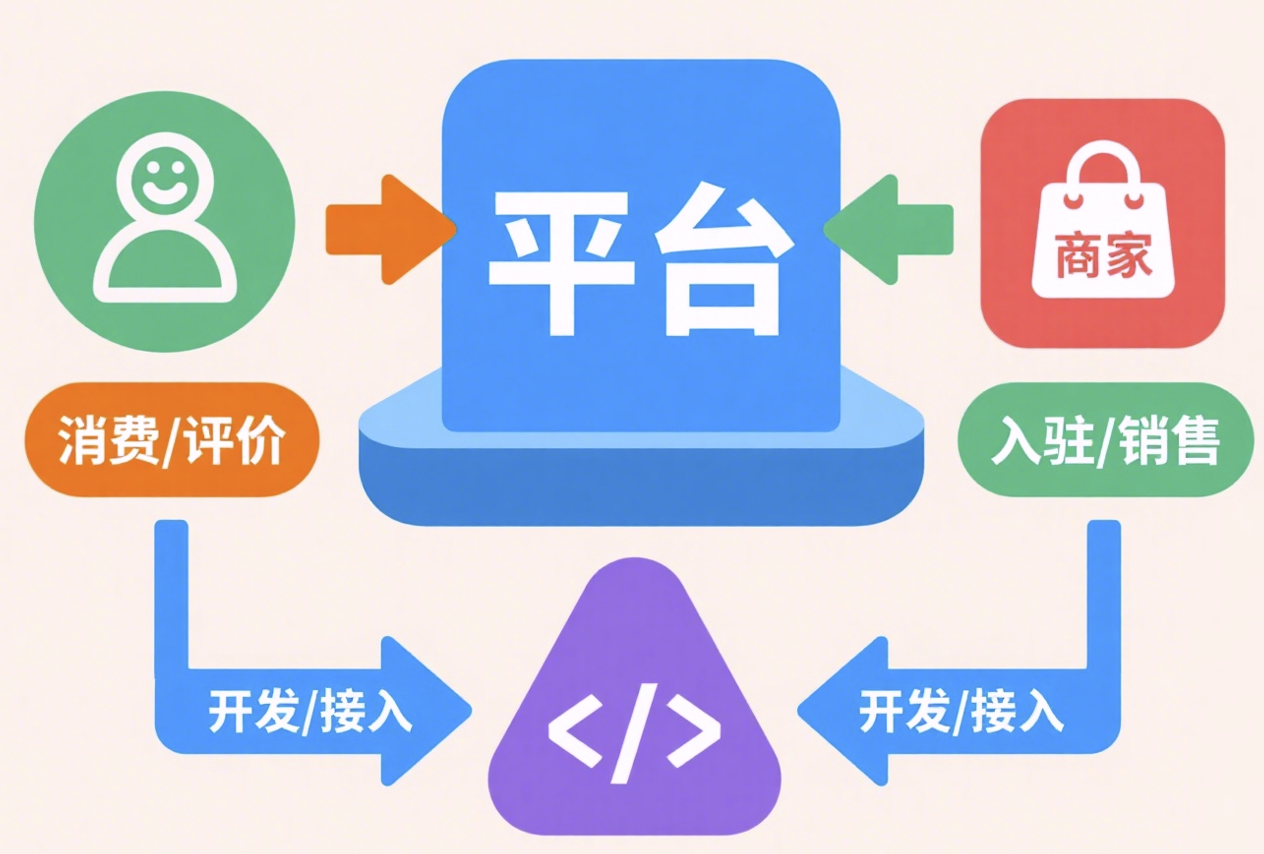 平台
商家
消费/评价
入驻/销售
开发/接入
开发/接入
</>